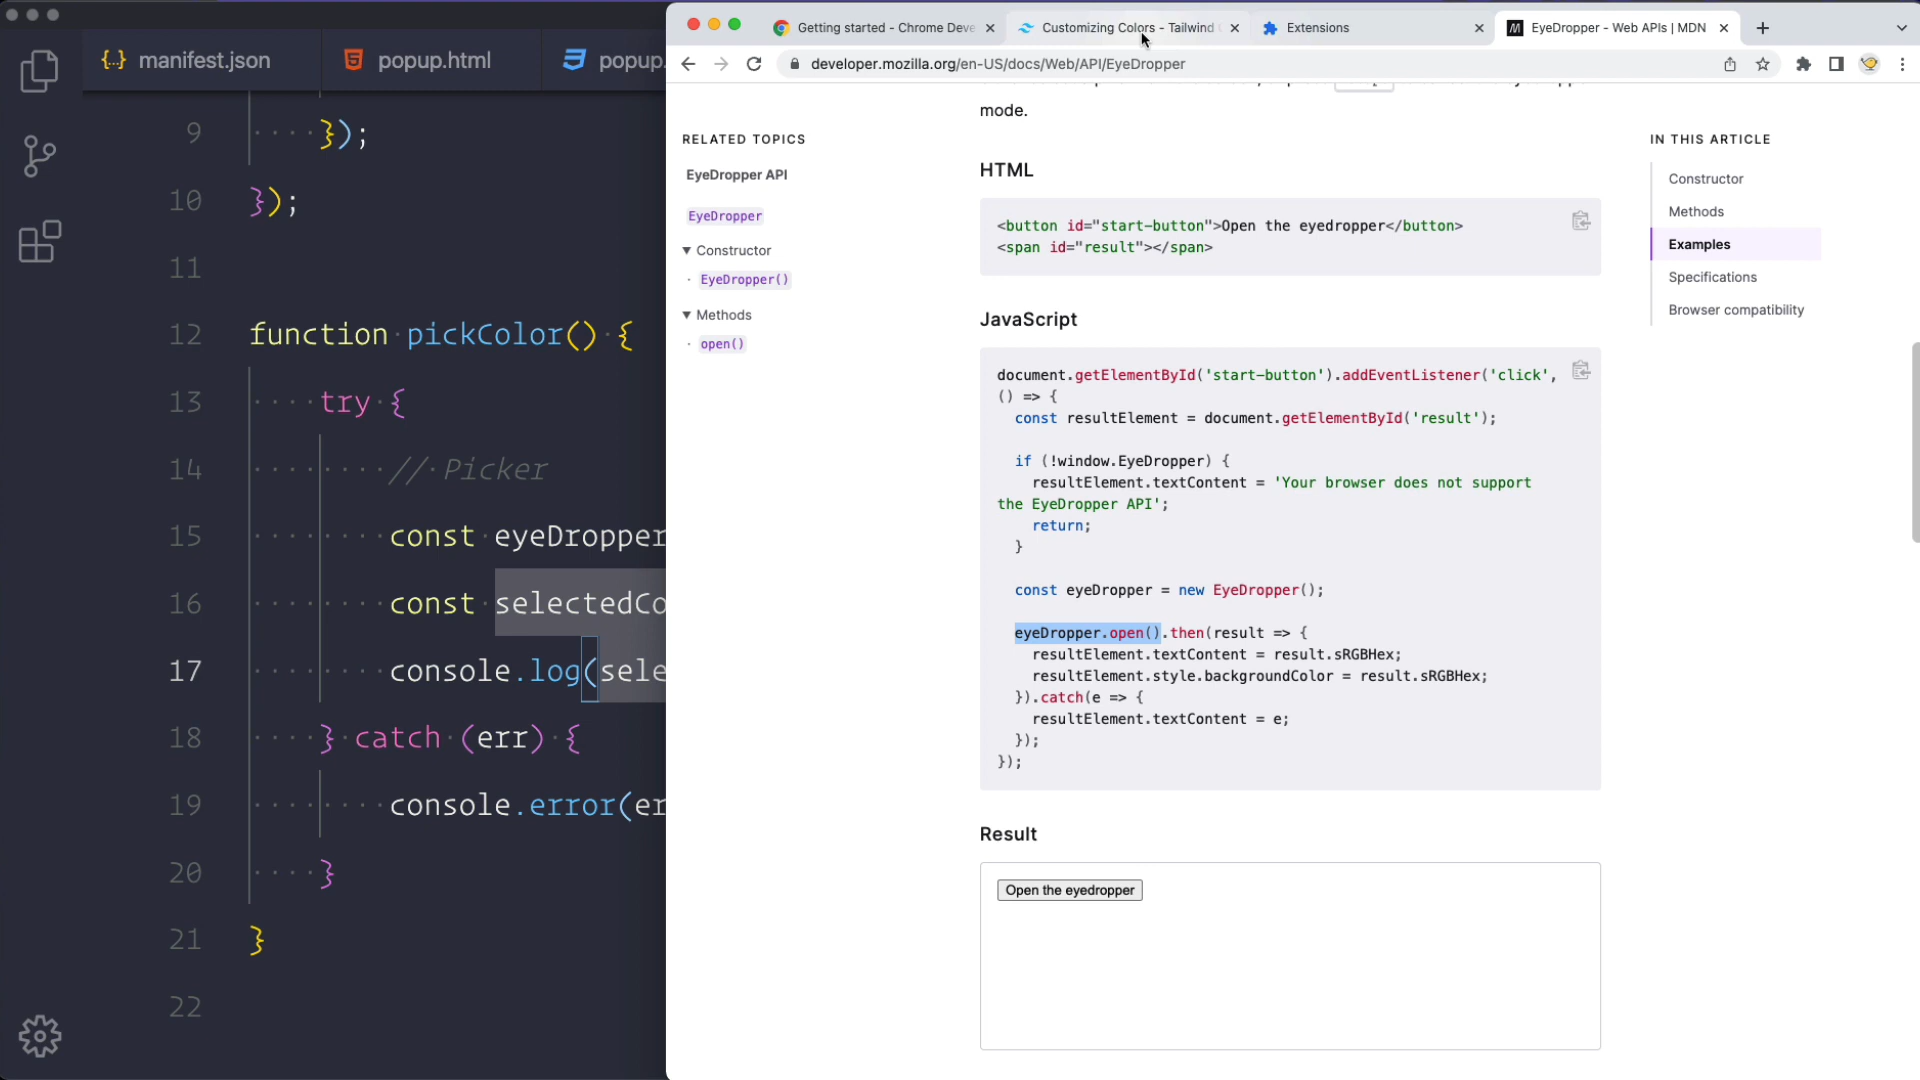 manifest.json
popup.html
popup.
9 });
10 });
11
12 function pickColor() {
13 try {
14 // Picker
15 const eyeDropper
16 const selectedCo
17 console.log(sele
18 } catch (err) {
19 console.error(er
20 }
21 }
22
Getting started - Chrome Deve
Customizing Colors - Tailwind
Extensions
EyeDropper - Web APIs | MDN
developer.mozilla.org/en-US/docs/Web/API/EyeDropper
mode.
RELATED TOPICS
EyeDropper API
EyeDropper
Constructor
EyeDropper()
Methods
open()
HTML
<button id="start-button">Open the eyedropper</button>
<span id="result"></span>
JavaScript
document.getElementById('start-button').addEventListener('click',
() => {
const resultElement = document.getElementById('result');
if (!window.EyeDropper) {
resultElement.textContent = 'Your browser does not support
the EyeDropper API';
return;
}
const eyeDropper = new EyeDropper();
eyeDropper.open().then(result => {
resultElement.textContent = result.sRGBHex;
resultElement.style.backgroundColor = result.sRGBHex;
}).catch(e => {
resultElement.textContent = e;
});
});
Result
Open the eyedropper
IN THIS ARTICLE
Constructor
Methods
Examples
Specifications
Browser compatibility